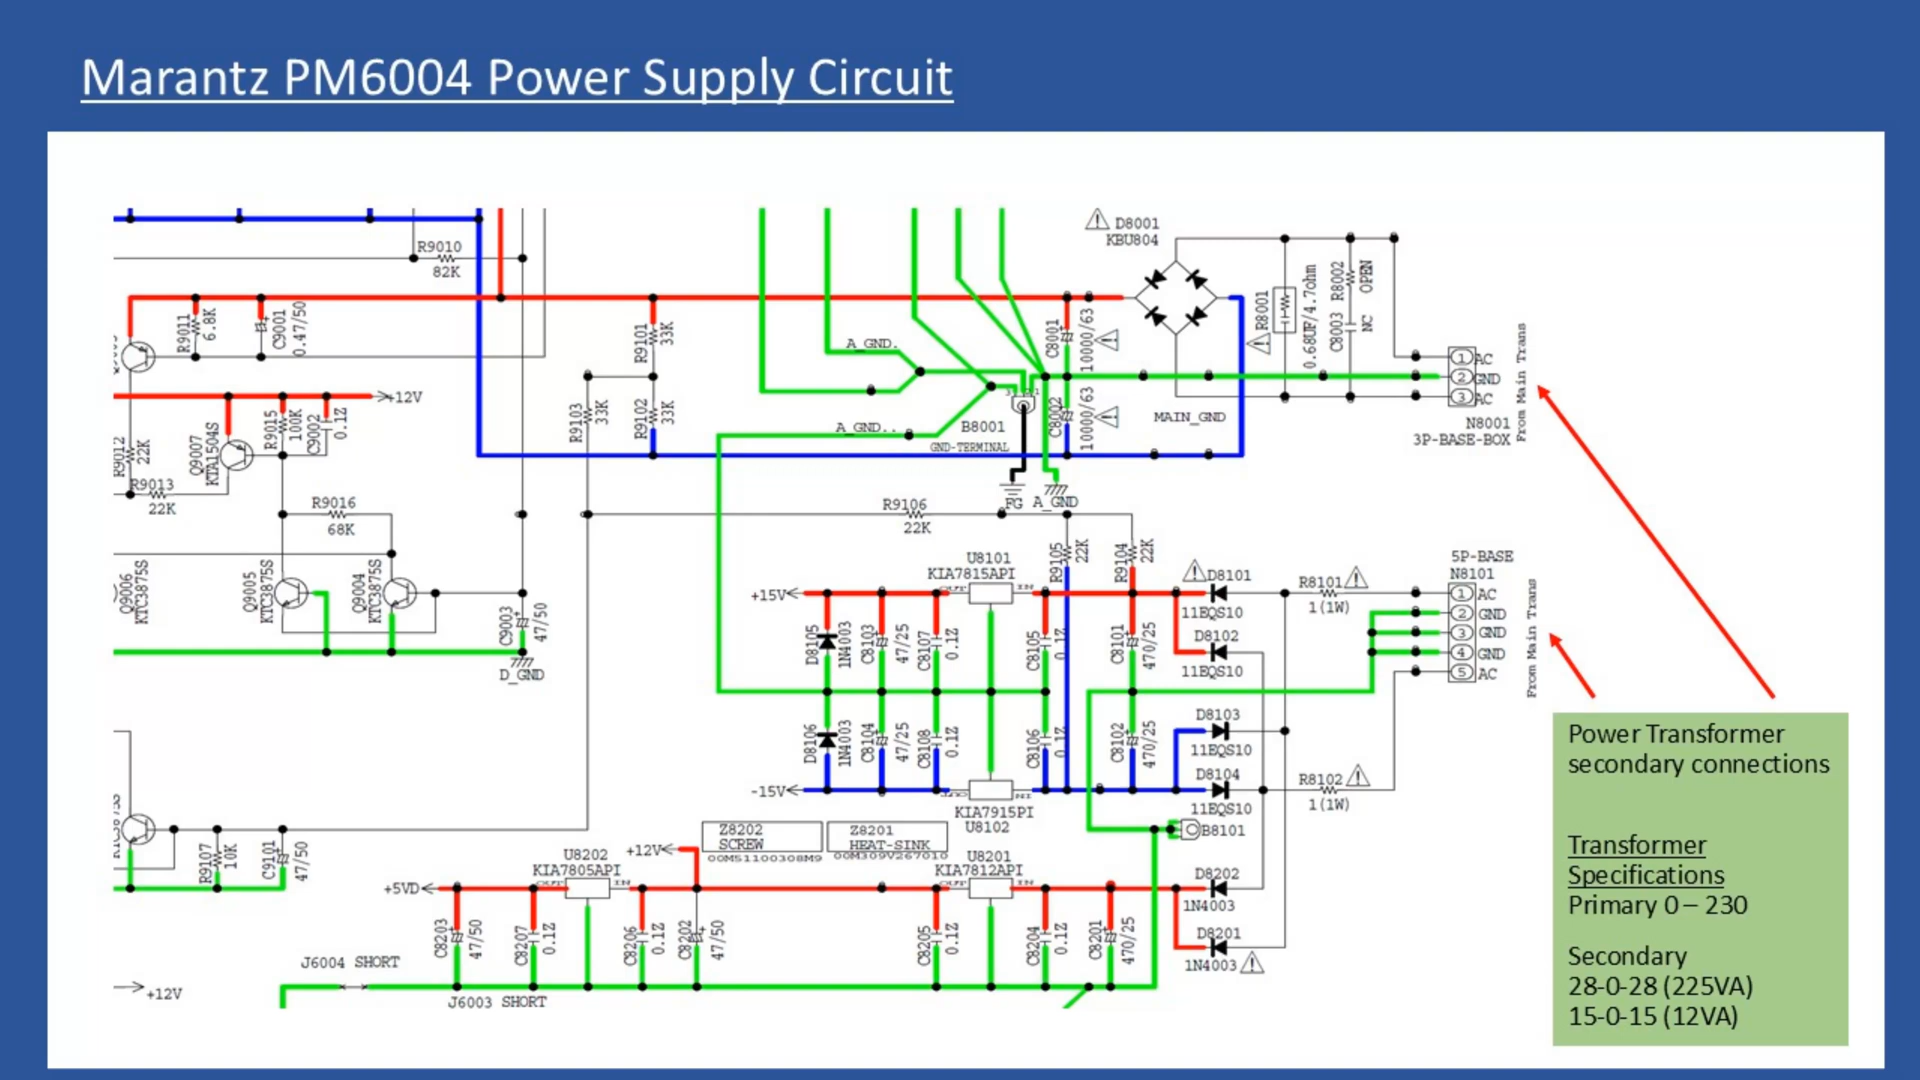 Marantz PM6004 Power Supply Circuit
D8001
KBU804
R9010
82K
R9011
6.8K
C9001
0.47/50
R9101
33K
C8001
10000/63
R8001
0.68UF/4.7ohm
C8003
R8002
NC
OPEN
A_GND.
1 AC
2 GND
3 AC
From Main Trans
+12V
R9015
100K
C9002
0.1Z
R9103
33K
R9102
33K
C8002
10000/63
MAIN_GND
N8001
3P-BASE-BOX
R9012
22K
Q9007
KTA1504S
A_GND..
B8001
GND-TERMINAL
R9013
22K
FG
A_GND
R9016
68K
R9106
22K
R9105
22K
R9104
22K
Q9006
KTC3875S
Q9005
KTC3875S
Q9004
KTC3875S
C9003
47/50
D_GND
U8101
KIA7815API
OUT
IN
+15V
D8101
11EQS10
D8102
11EQS10
R8101
1(1W)
5P-BASE
N8101
1 AC
2 GND
3 GND
4 GND
5 AC
From Main Trans
D8105
1N4003
C8103
47/25
C8107
0.1Z
C8105
0.1Z
C8101
470/25
D8106
1N4003
C8104
47/25
C8108
0.1Z
C8106
0.1Z
C8102
470/25
D8103
11EQS10
D8104
11EQS10
R8102
1(1W)
-15V
KIA7915PI
U8102
B8101
Z8202
SCREW
00M51100308M9
Z8201
HEAT-SINK
00M309V267010
R9107
10K
C9101
47/50
+12V
U8202
KIA7805API
OUT
IN
+5VD
U8201
KIA7812API
OUT
IN
D8202
1N4003
D8201
1N4003
C8203
47/50
C8207
0.1Z
C8206
0.1Z
C8202
47/50
C8205
0.1Z
C8204
0.1Z
C8201
470/25
J6004 SHORT
+12V
J6003 SHORT
Power Transformer
secondary connections
Transformer
Specifications
Primary 0 – 230
Secondary
28-0-28 (225VA)
15-0-15 (12VA)